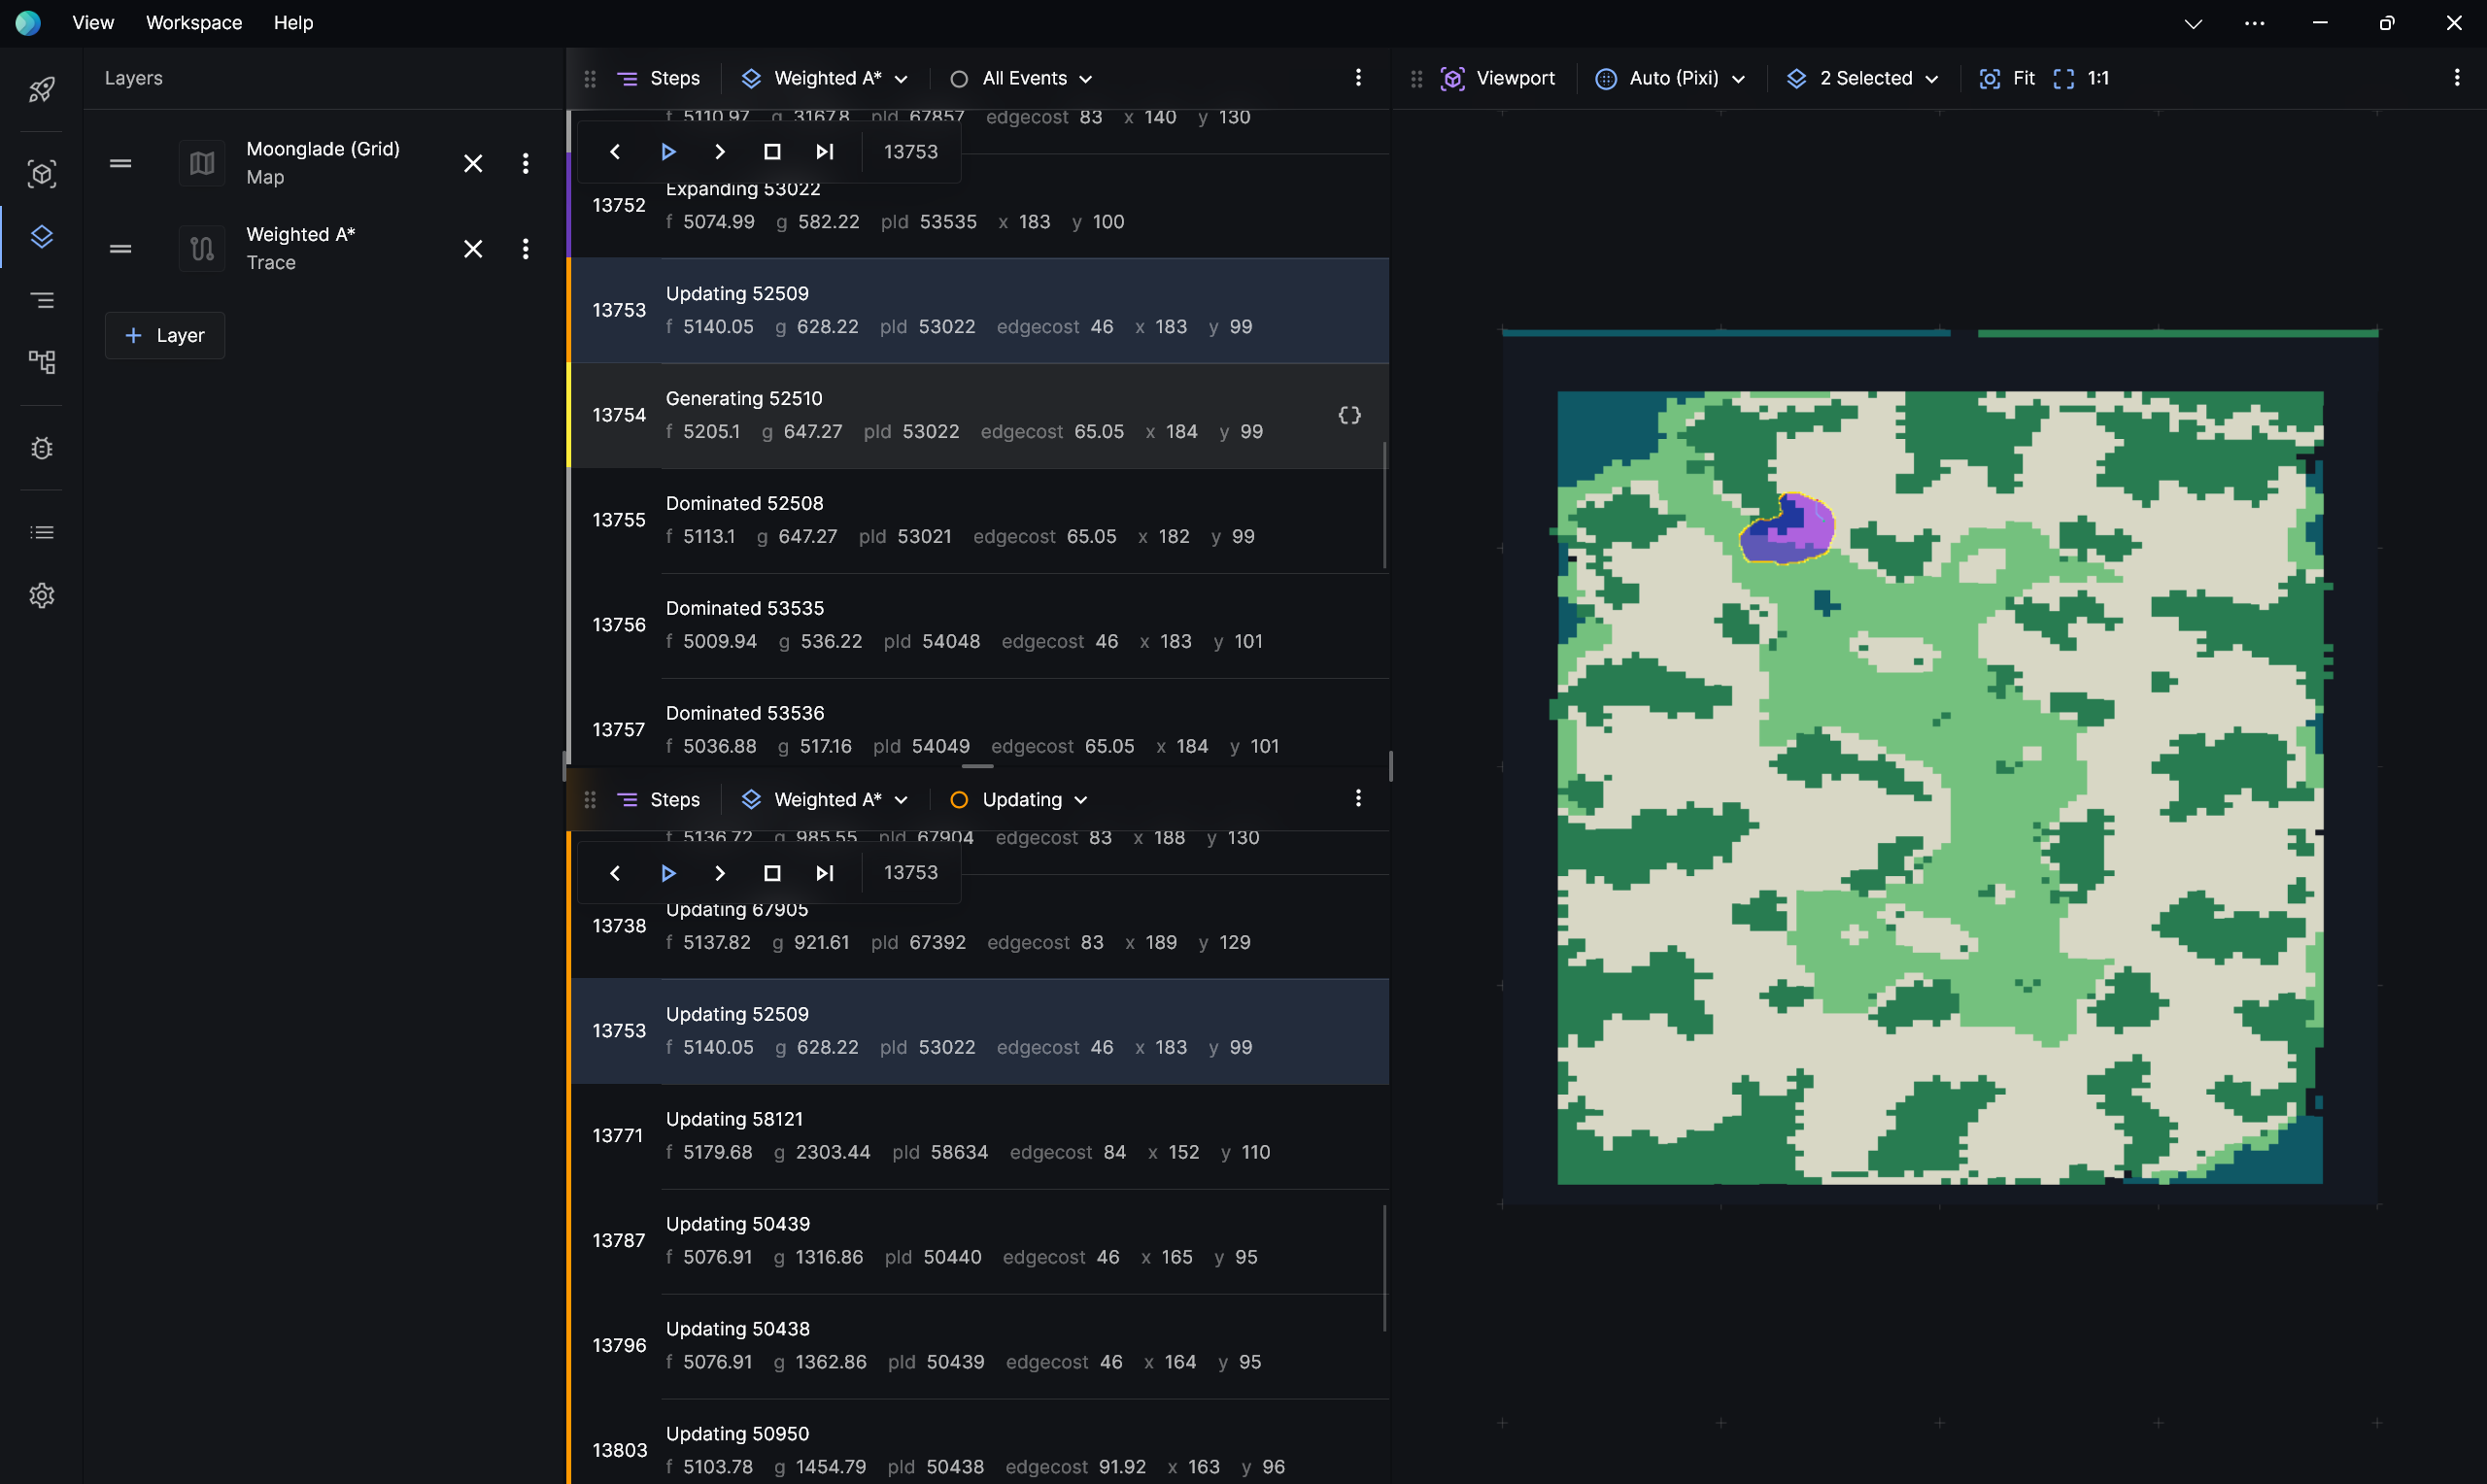 View Workspace Help
Layers
Moonglade (Grid)
Map
Weighted A*
Trace
+ Layer
Steps Weighted A* All Events
f 5110.97 g 3167.8 pId 67857 edgecost 83 x 140 y 130
13753
13752 Expanding 53022
f 5074.99 g 582.22 pId 53535 x 183 y 100
13753 Updating 52509
f 5140.05 g 628.22 pId 53022 edgecost 46 x 183 y 99
13754 Generating 52510
f 5205.1 g 647.27 pId 53022 edgecost 65.05 x 184 y 99
{}
13755 Dominated 52508
f 5113.1 g 647.27 pId 53021 edgecost 65.05 x 182 y 99
13756 Dominated 53535
f 5009.94 g 536.22 pId 54048 edgecost 46 x 183 y 101
13757 Dominated 53536
f 5036.88 g 517.16 pId 54049 edgecost 65.05 x 184 y 101
Steps Weighted A* Updating
f 5136.72 g 985.55 pId 67904 edgecost 83 x 188 y 130
13753
13738 Updating 67905
f 5137.82 g 921.61 pId 67392 edgecost 83 x 189 y 129
13753 Updating 52509
f 5140.05 g 628.22 pId 53022 edgecost 46 x 183 y 99
13771 Updating 58121
f 5179.68 g 2303.44 pId 58634 edgecost 84 x 152 y 110
13787 Updating 50439
f 5076.91 g 1316.86 pId 50440 edgecost 46 x 165 y 95
13796 Updating 50438
f 5076.91 g 1362.86 pId 50439 edgecost 46 x 164 y 95
13803 Updating 50950
f 5103.78 g 1454.79 pId 50438 edgecost 91.92 x 163 y 96
Viewport Auto (Pixi) 2 Selected Fit 1:1